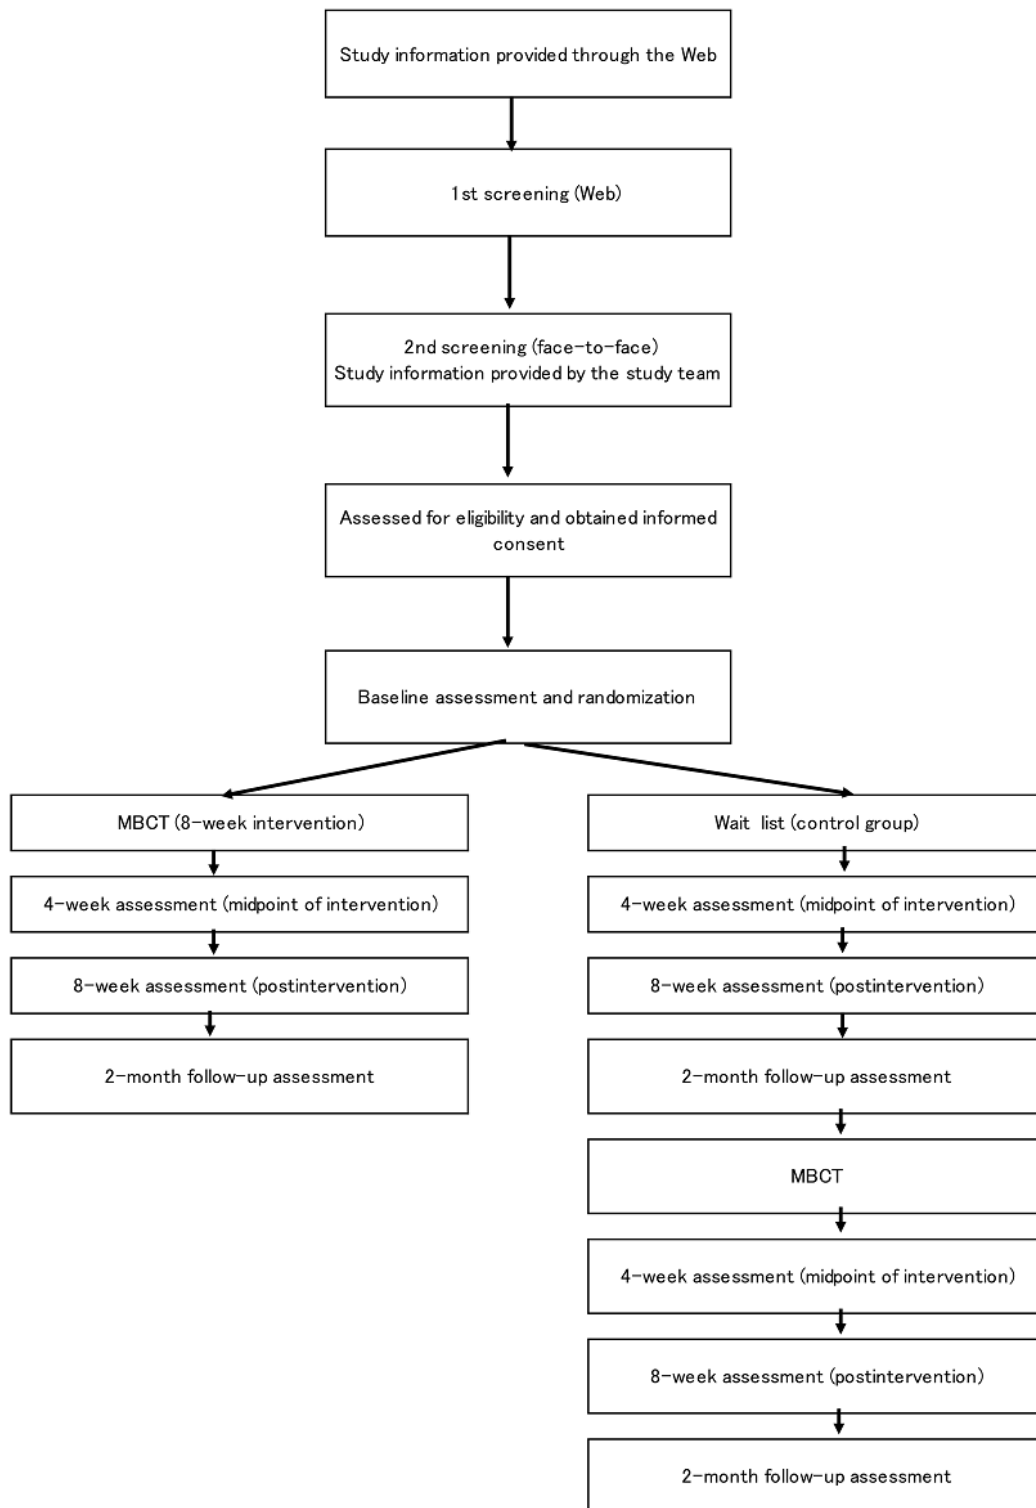 Study information provided through the Web
1st screening (Web)
2nd screening (face-to-face)
Study information provided by the study team
Assessed for eligibility and obtained informed
consent
Baseline assessment and randomization
MBCT (8-week intervention)
4-week assessment (midpoint of intervention)
8-week assessment (postintervention)
2-month follow-up assessment
Wait list (control group)
4-week assessment (midpoint of intervention)
8-week assessment (postintervention)
2-month follow-up assessment
MBCT
4-week assessment (midpoint of intervention)
8-week assessment (postintervention)
2-month follow-up assessment